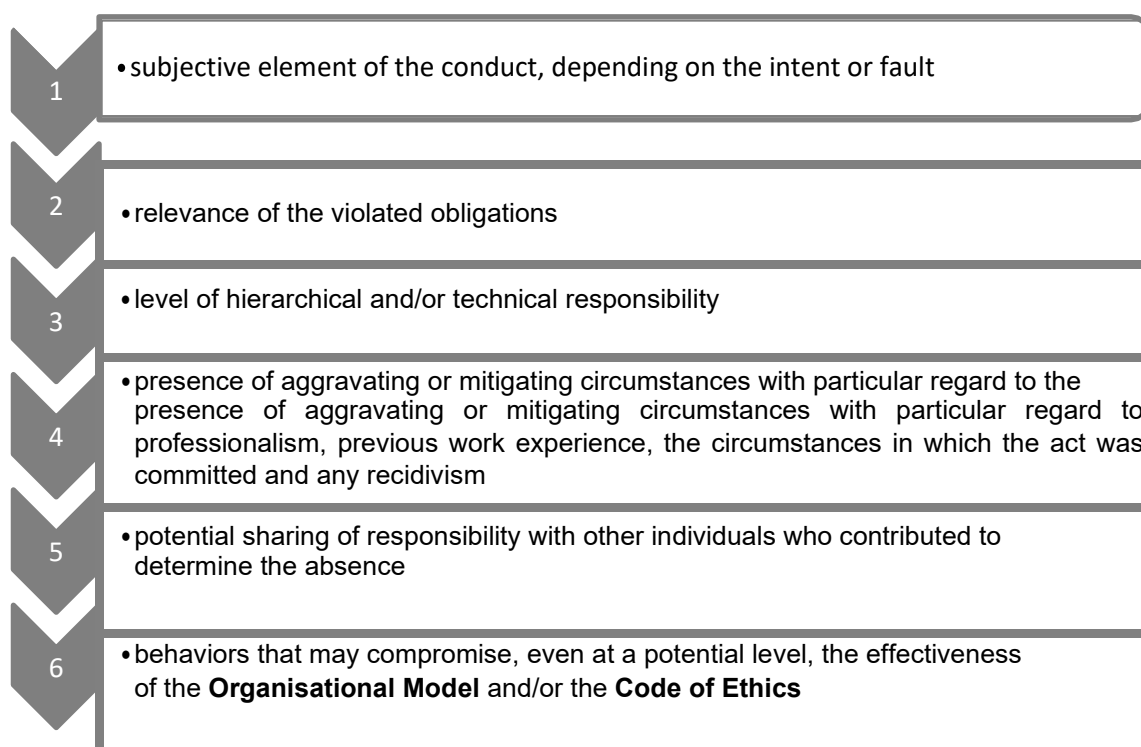 1
• subjective element of the conduct, depending on the intent or fault
2
• relevance of the violated obligations
3
• level of hierarchical and/or technical responsibility
4
• presence of aggravating or mitigating circumstances with particular regard to the
presence of aggravating or mitigating circumstances with particular regard to
professionalism, previous work experience, the circumstances in which the act was
committed and any recidivism
5
• potential sharing of responsibility with other individuals who contributed to
determine the absence
6
• behaviors that may compromise, even at a potential level, the effectiveness
of the Organisational Model and/or the Code of Ethics